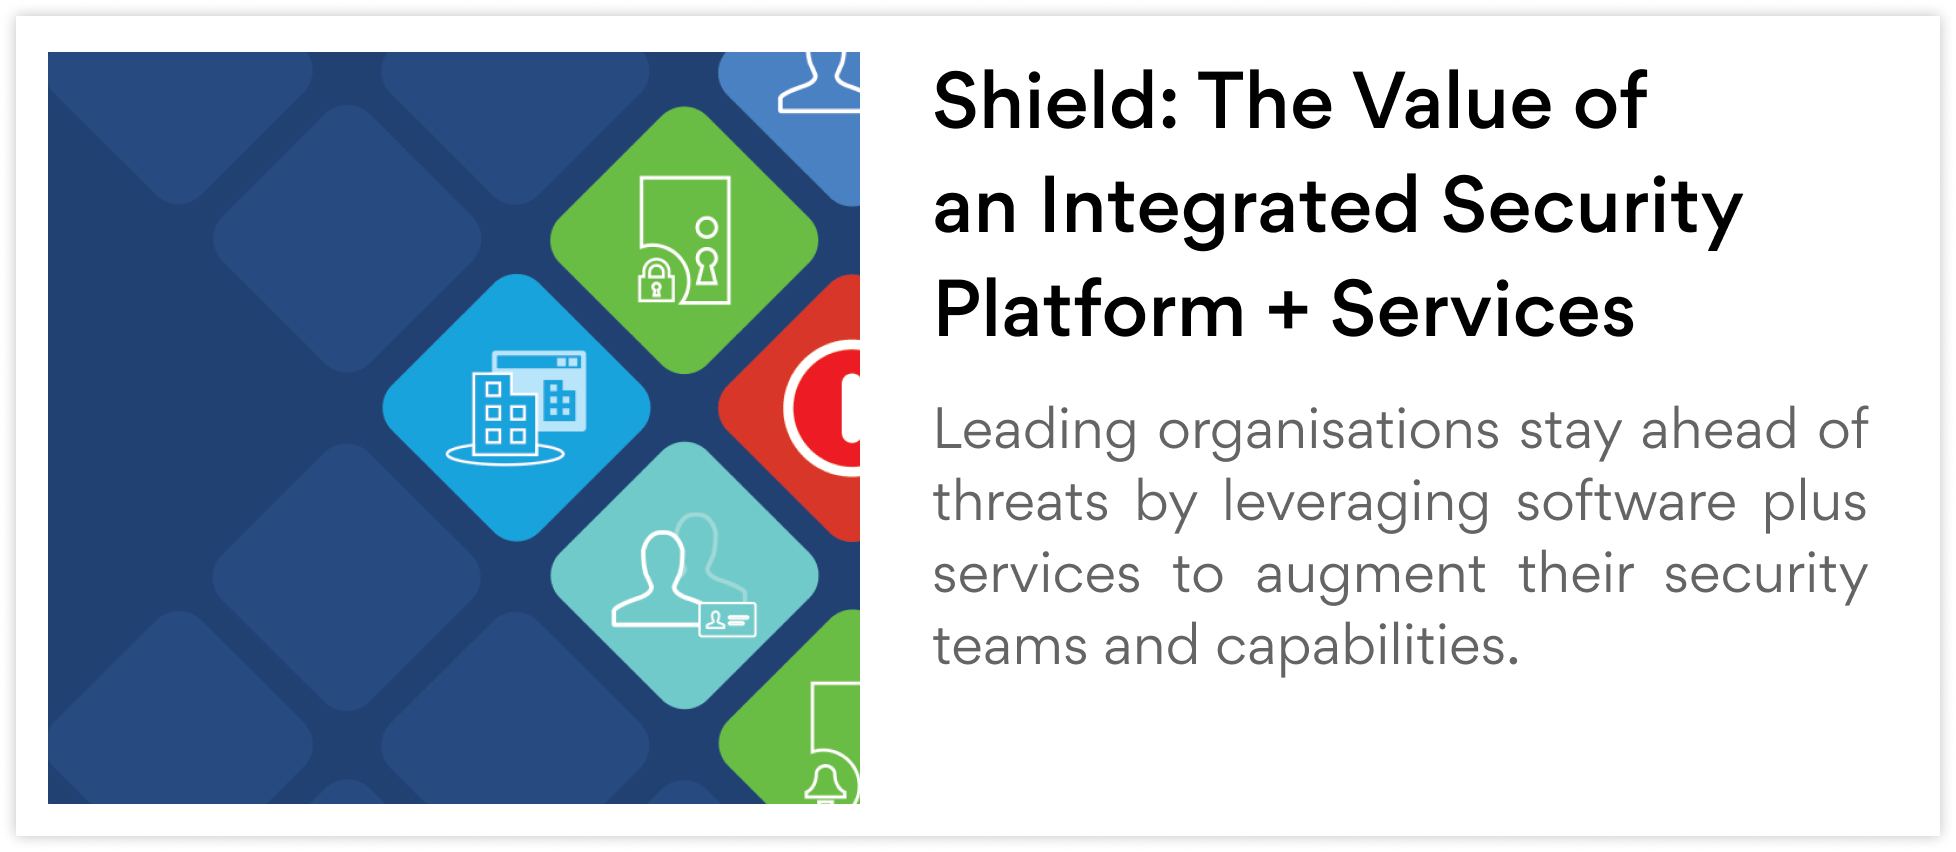 Shield: The Value of
an Integrated Security
Platform + Services
Leading organisations stay ahead of
threats by leveraging software plus
services to augment their security
teams and capabilities.